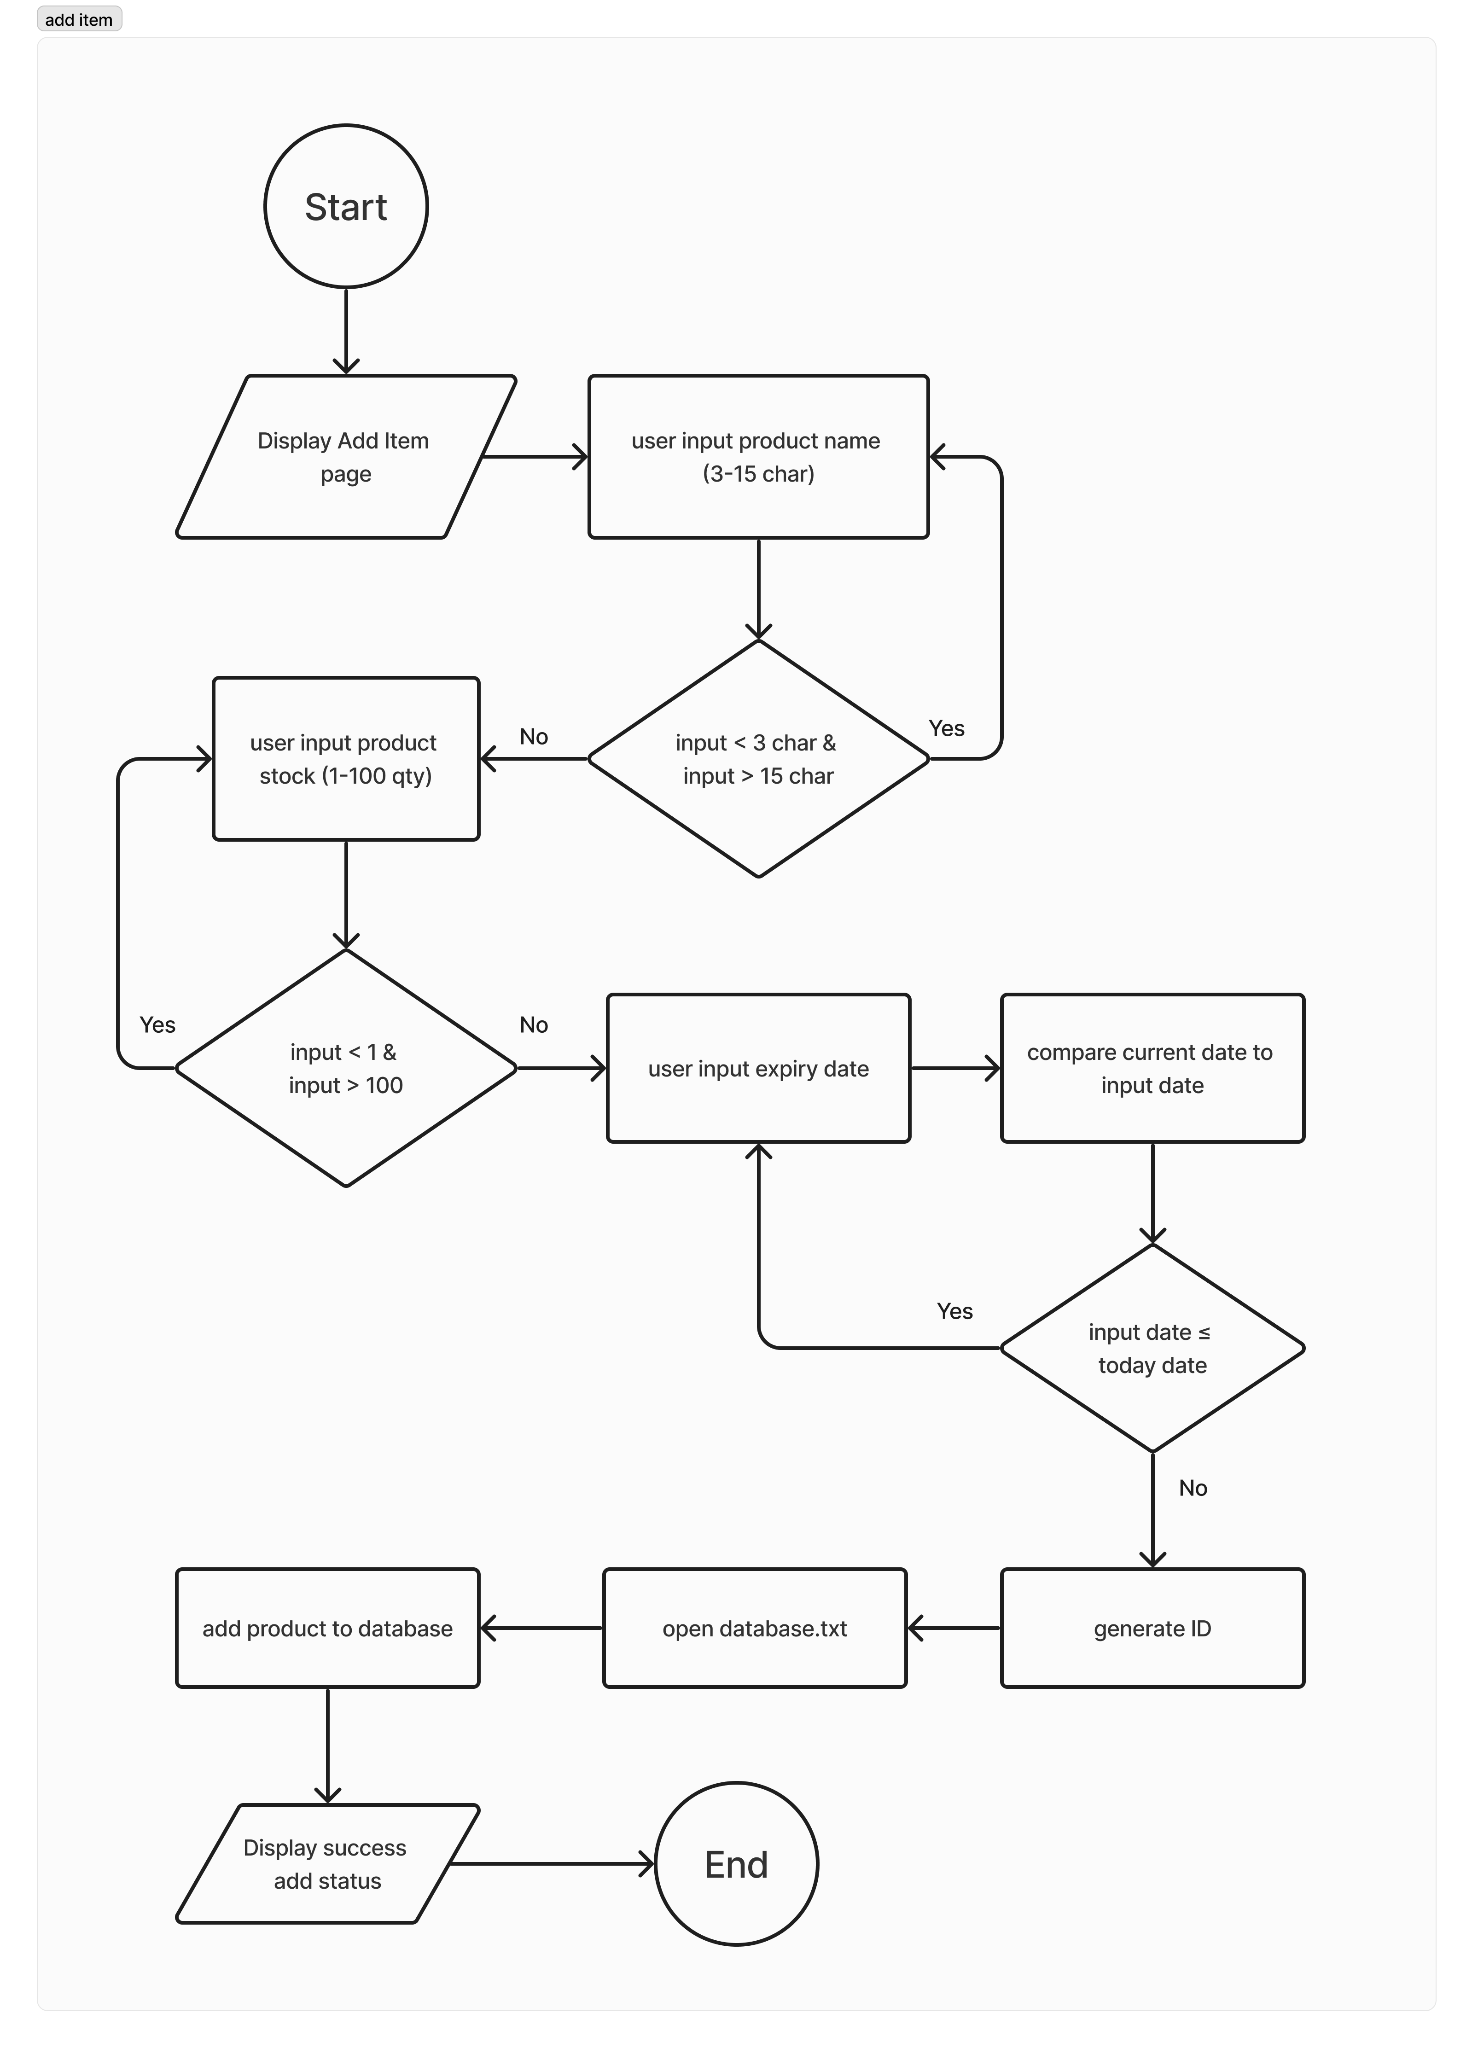 add item
Start
Display Add Item
page
user input product name
(3-15 char)
input < 3 char &
input > 15 char
Yes
No
user input product
stock (1-100 qty)
input < 1 &
input > 100
Yes
No
user input expiry date
compare current date to
input date
input date ≤
today date
Yes
No
generate ID
open database.txt
add product to database
Display success
add status
End